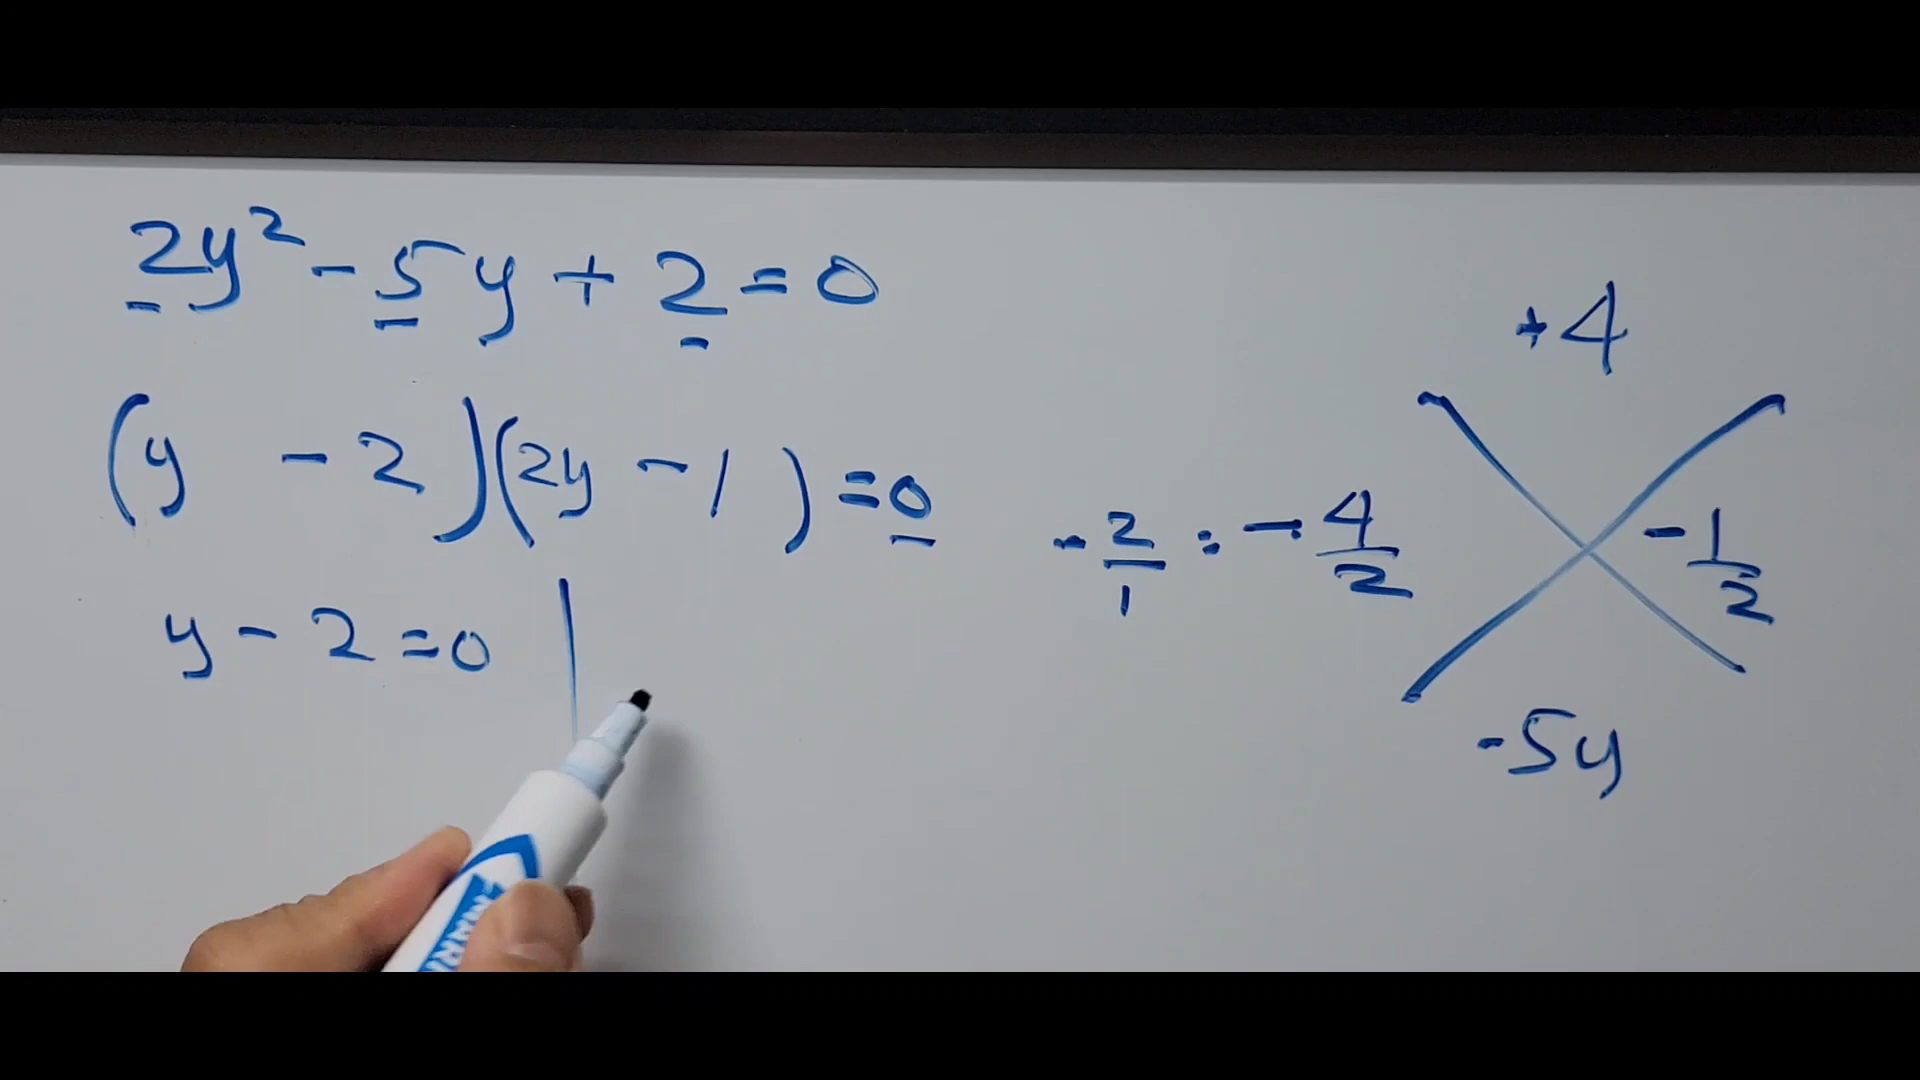 2y² - 5y + 2 = 0
(y - 2)(2y - 1) = 0
y - 2 = 0
+4
- 2/1 = - 4/2
- 1/2
-5y